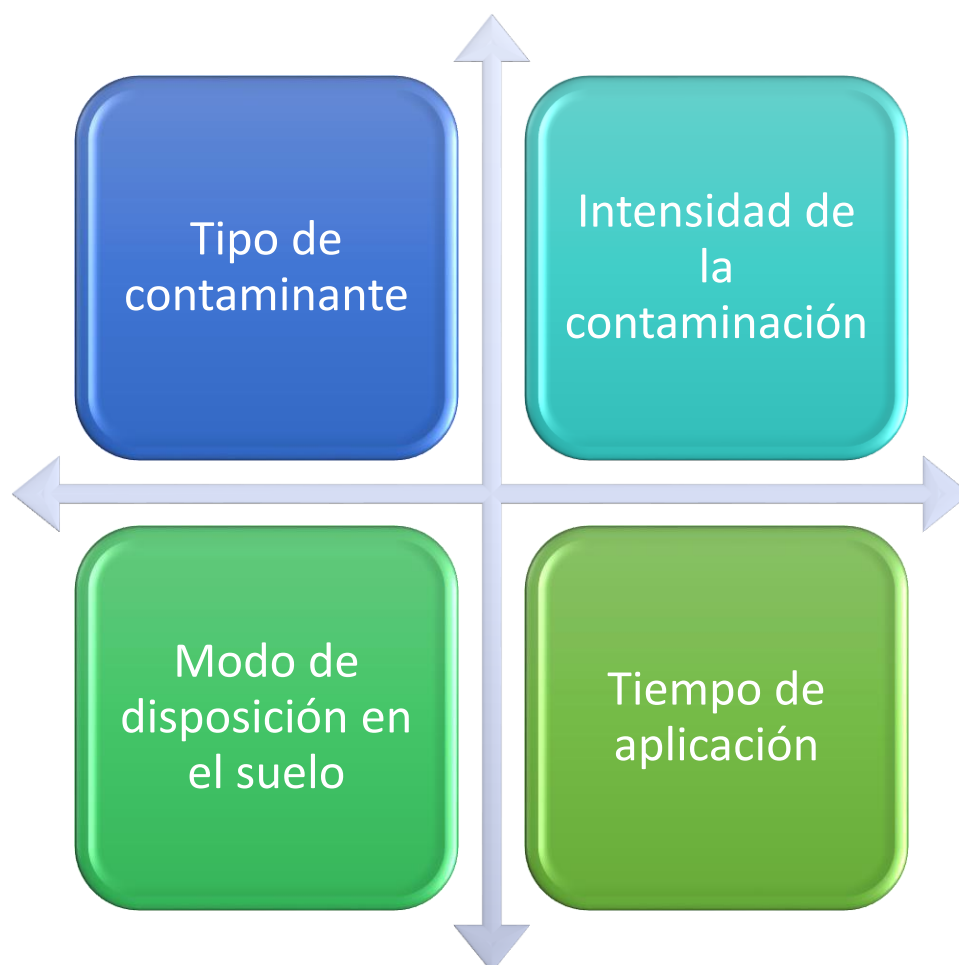 Tipo de
contaminante
Intensidad de
la
contaminación
Modo de
disposición en
el suelo
Tiempo de
aplicación